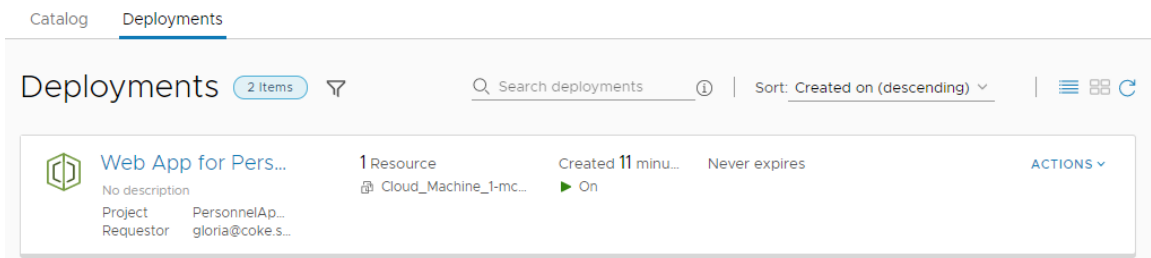 Catalog Deployments
Deployments 2 Items Search deployments Sort: Created on (descending)
Web App for Pers... 1 Resource Created 11 minu... Never expires ACTIONS
No description Cloud_Machine_1-mc... On
Project PersonnelAp...
Requestor gloria@coke.s...